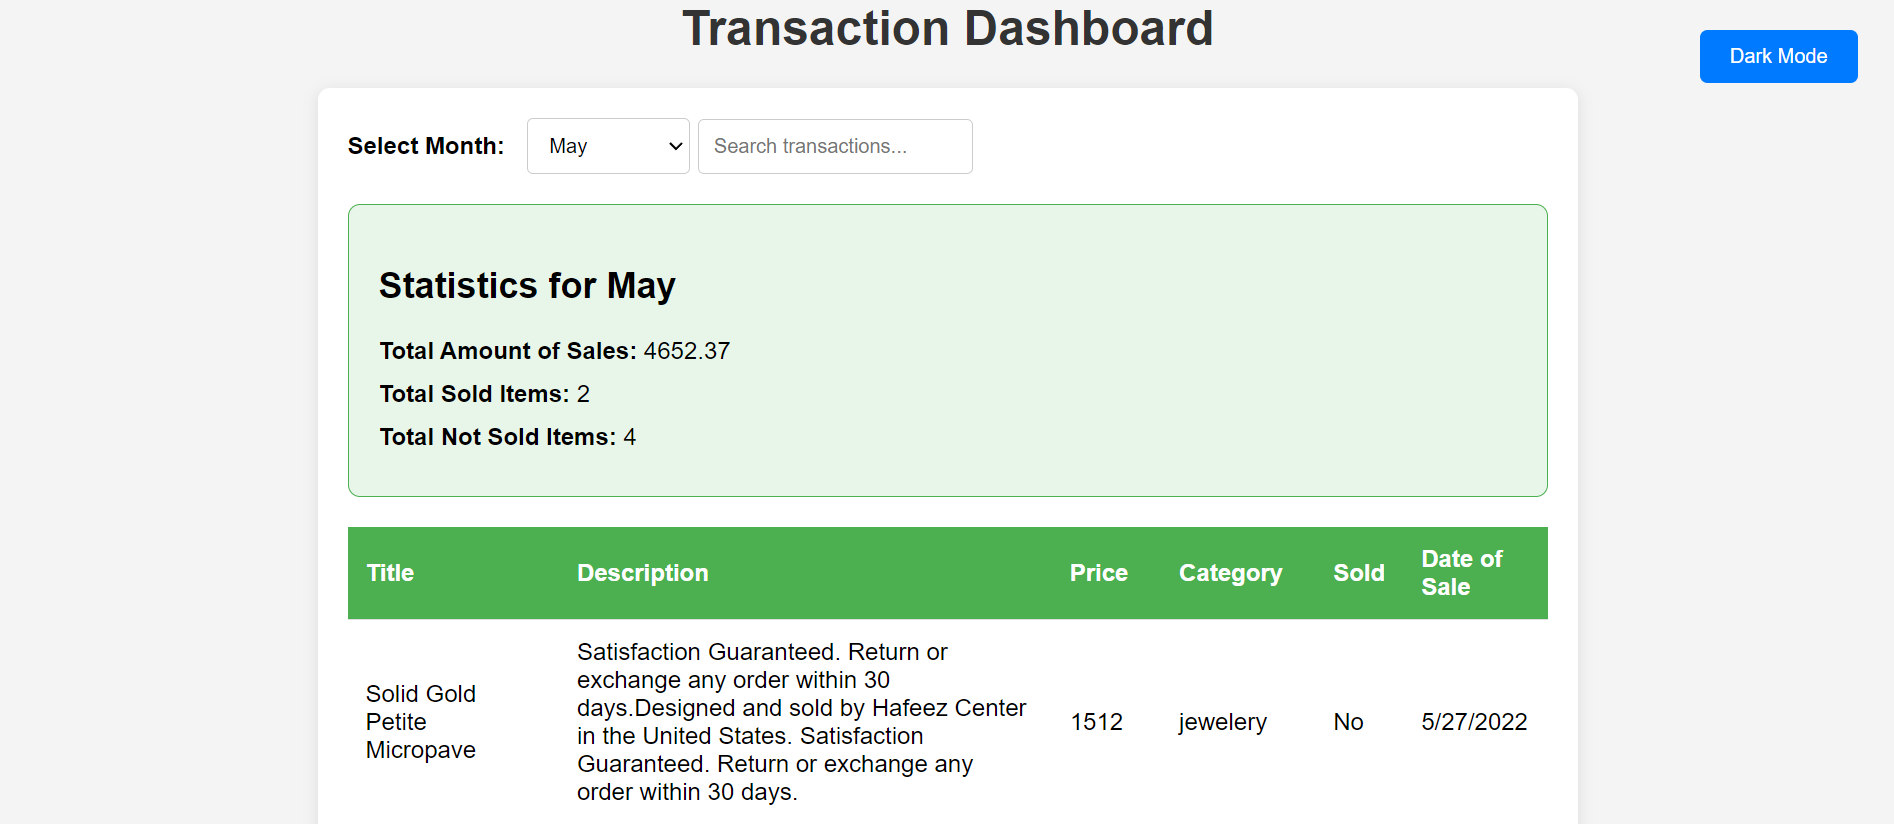 Transaction Dashboard
Dark Mode
Select Month: May Search transactions...
Statistics for May
Total Amount of Sales: 4652.37
Total Sold Items: 2
Total Not Sold Items: 4
Title Description Price Category Sold Date of
Sale
Solid Gold
Petite
Micropave
Satisfaction Guaranteed. Return or
exchange any order within 30
days.Designed and sold by Hafeez Center
in the United States. Satisfaction
Guaranteed. Return or exchange any
order within 30 days.
1512 jewelery No 5/27/2022